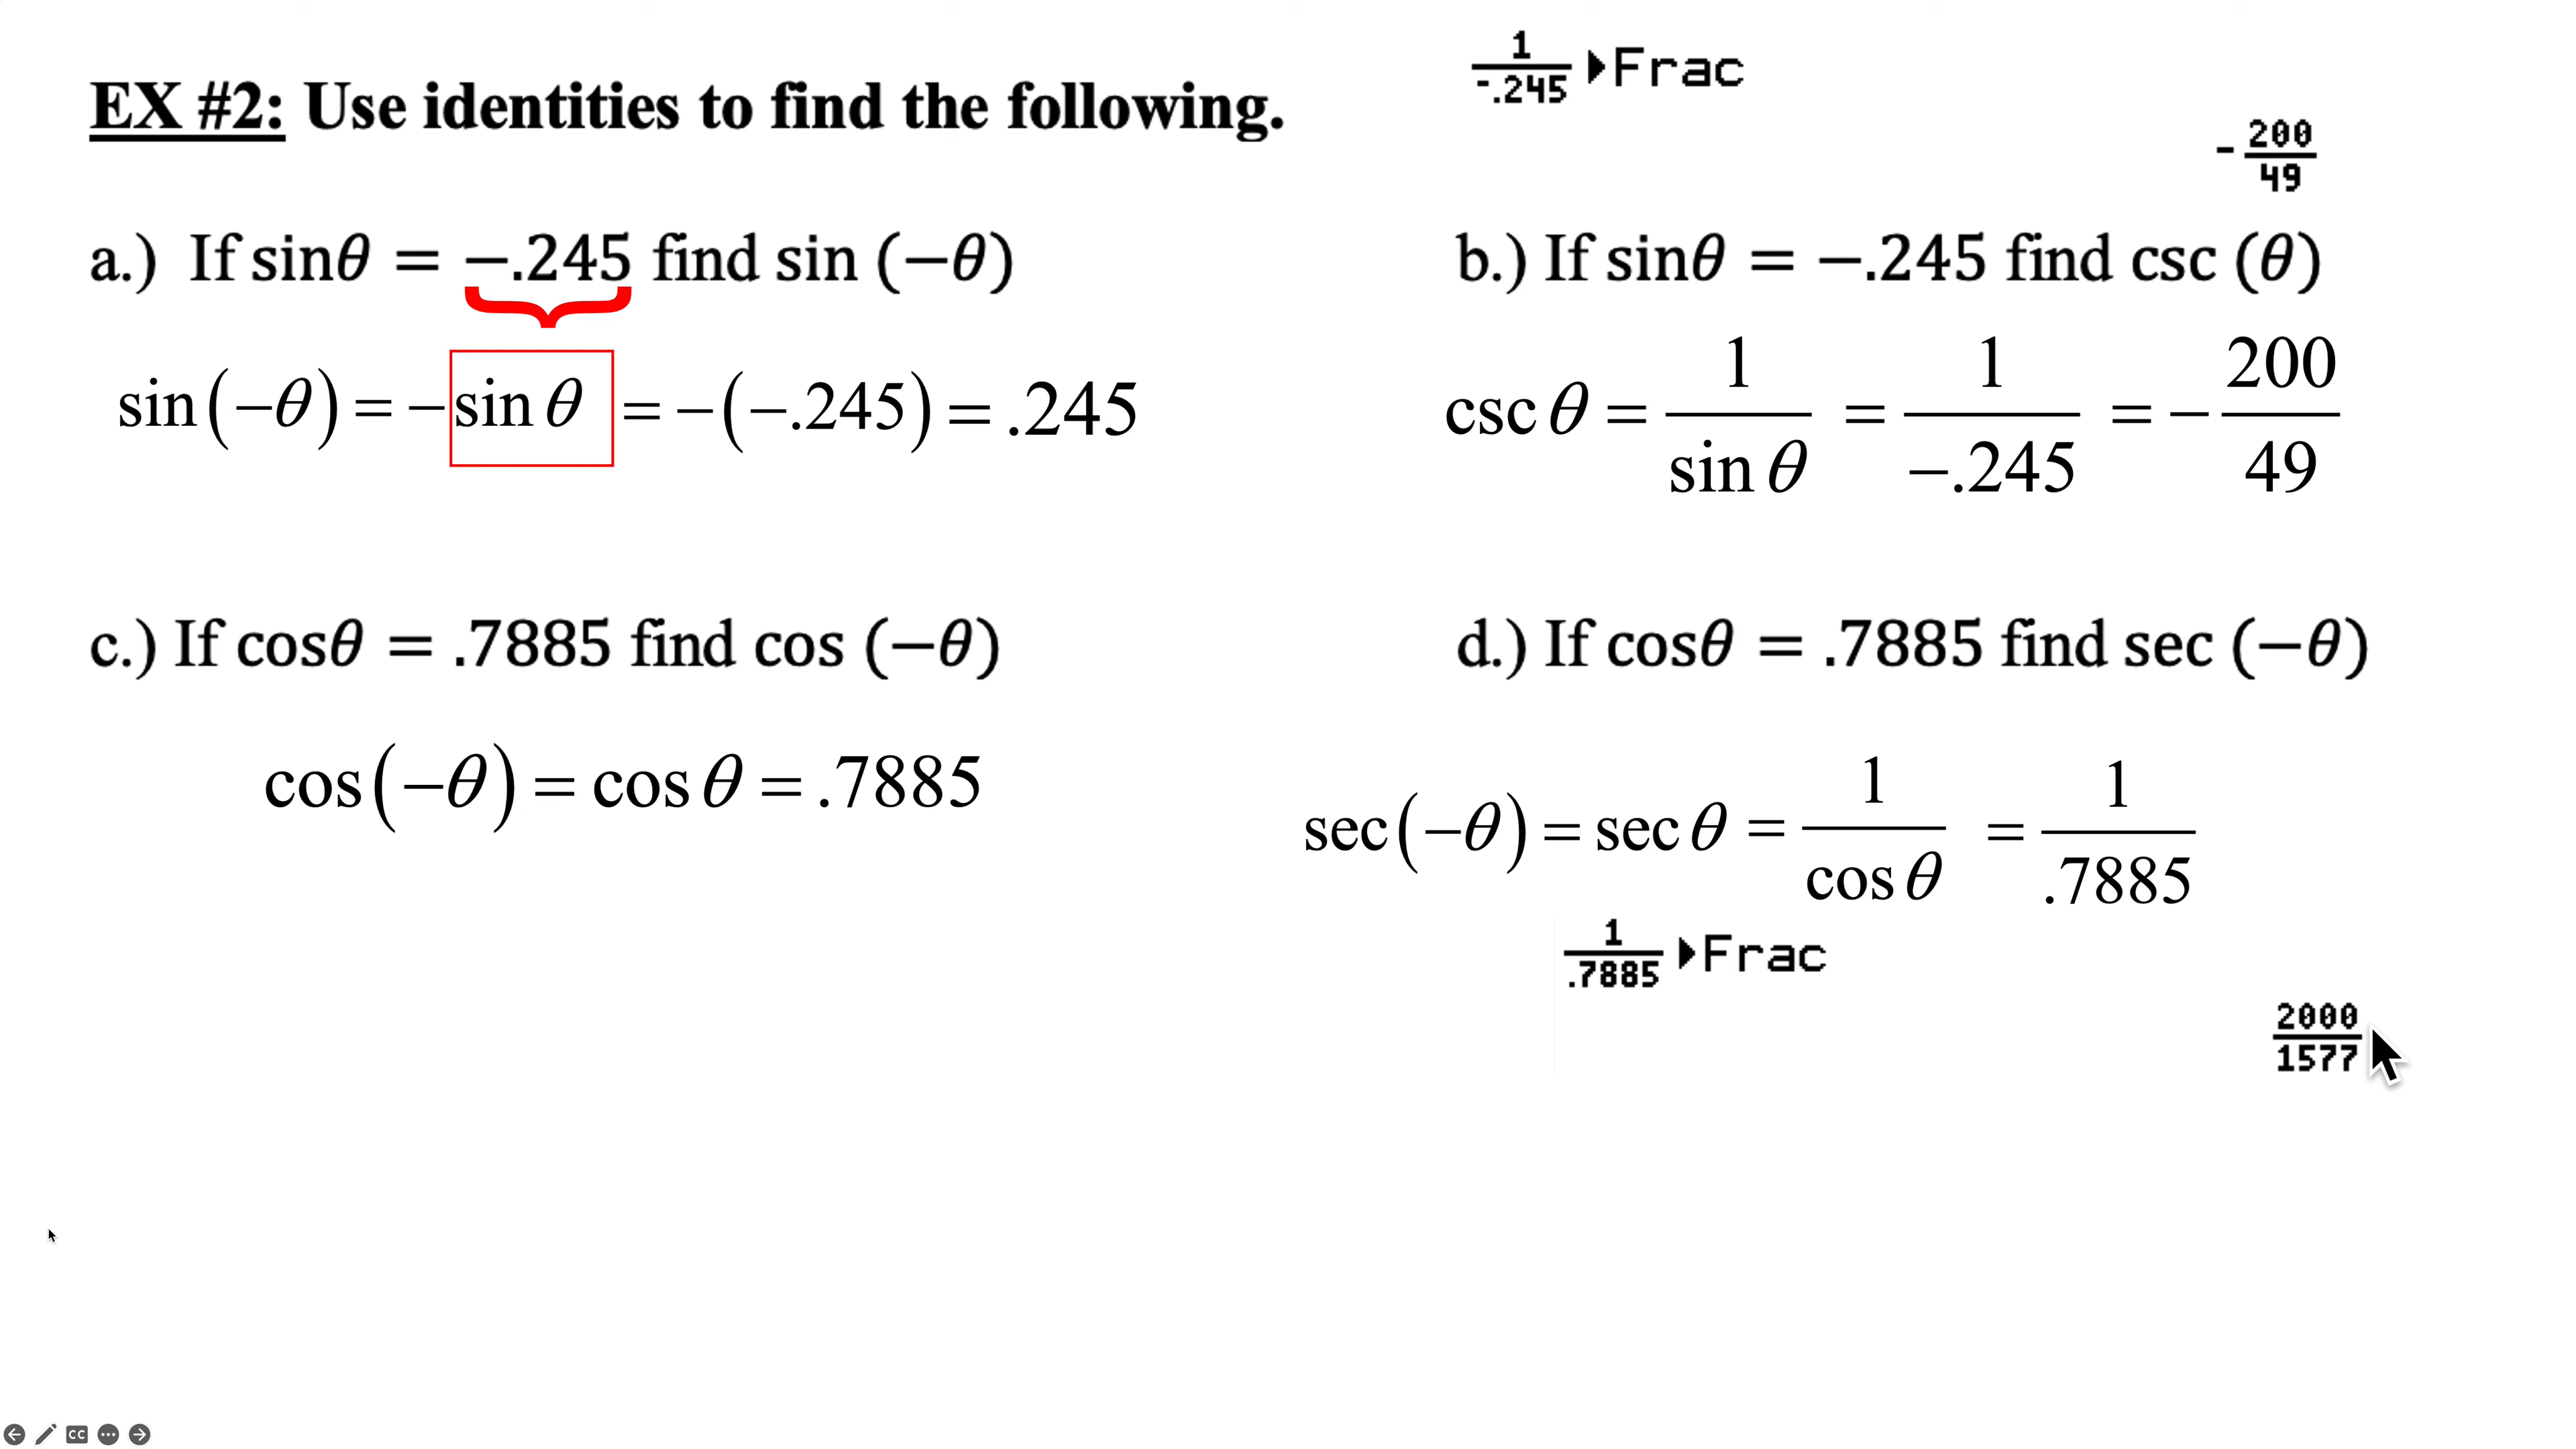 1/-.245 ▸Frac
EX #2: Use identities to find the following.
-200/49
a.) If sinθ = −.245 find sin (−θ)
b.) If sinθ = −.245 find csc (θ)
sin(−θ) = −sin θ = −(−.245) = .245
csc θ = 1/sin θ = 1/−.245 = −200/49
c.) If cosθ = .7885 find cos (−θ)
d.) If cosθ = .7885 find sec (−θ)
cos(−θ) = cos θ = .7885
sec(−θ) = sec θ = 1/cos θ = 1/.7885
1/.7885 ▸Frac
2000/1577
CC